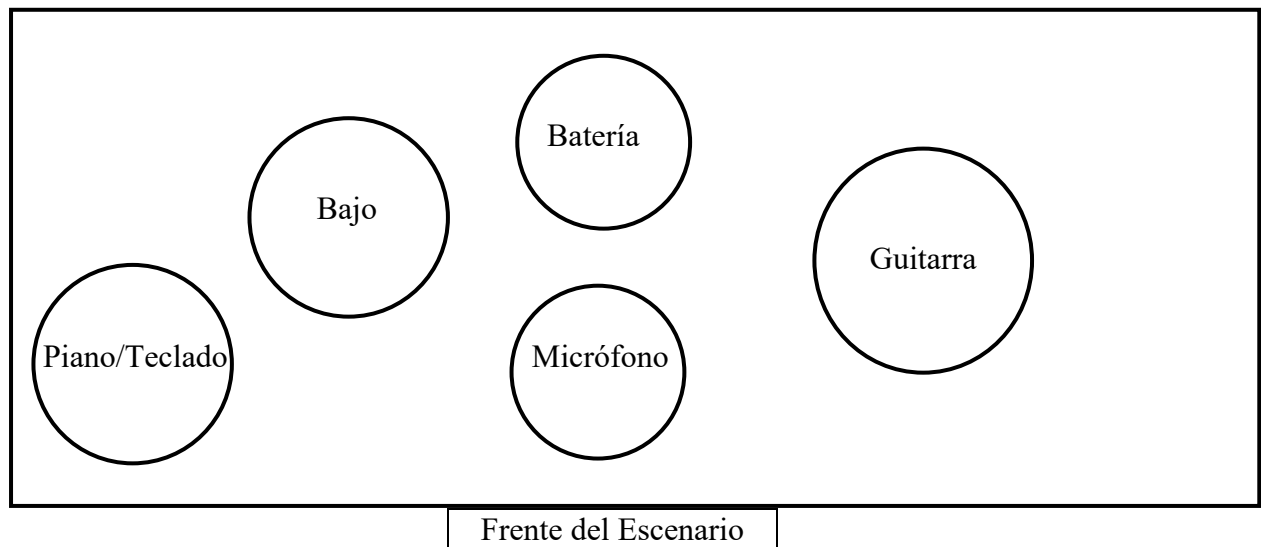 Batería
Bajo
Guitarra
Piano/Teclado
Micrófono
Frente del Escenario